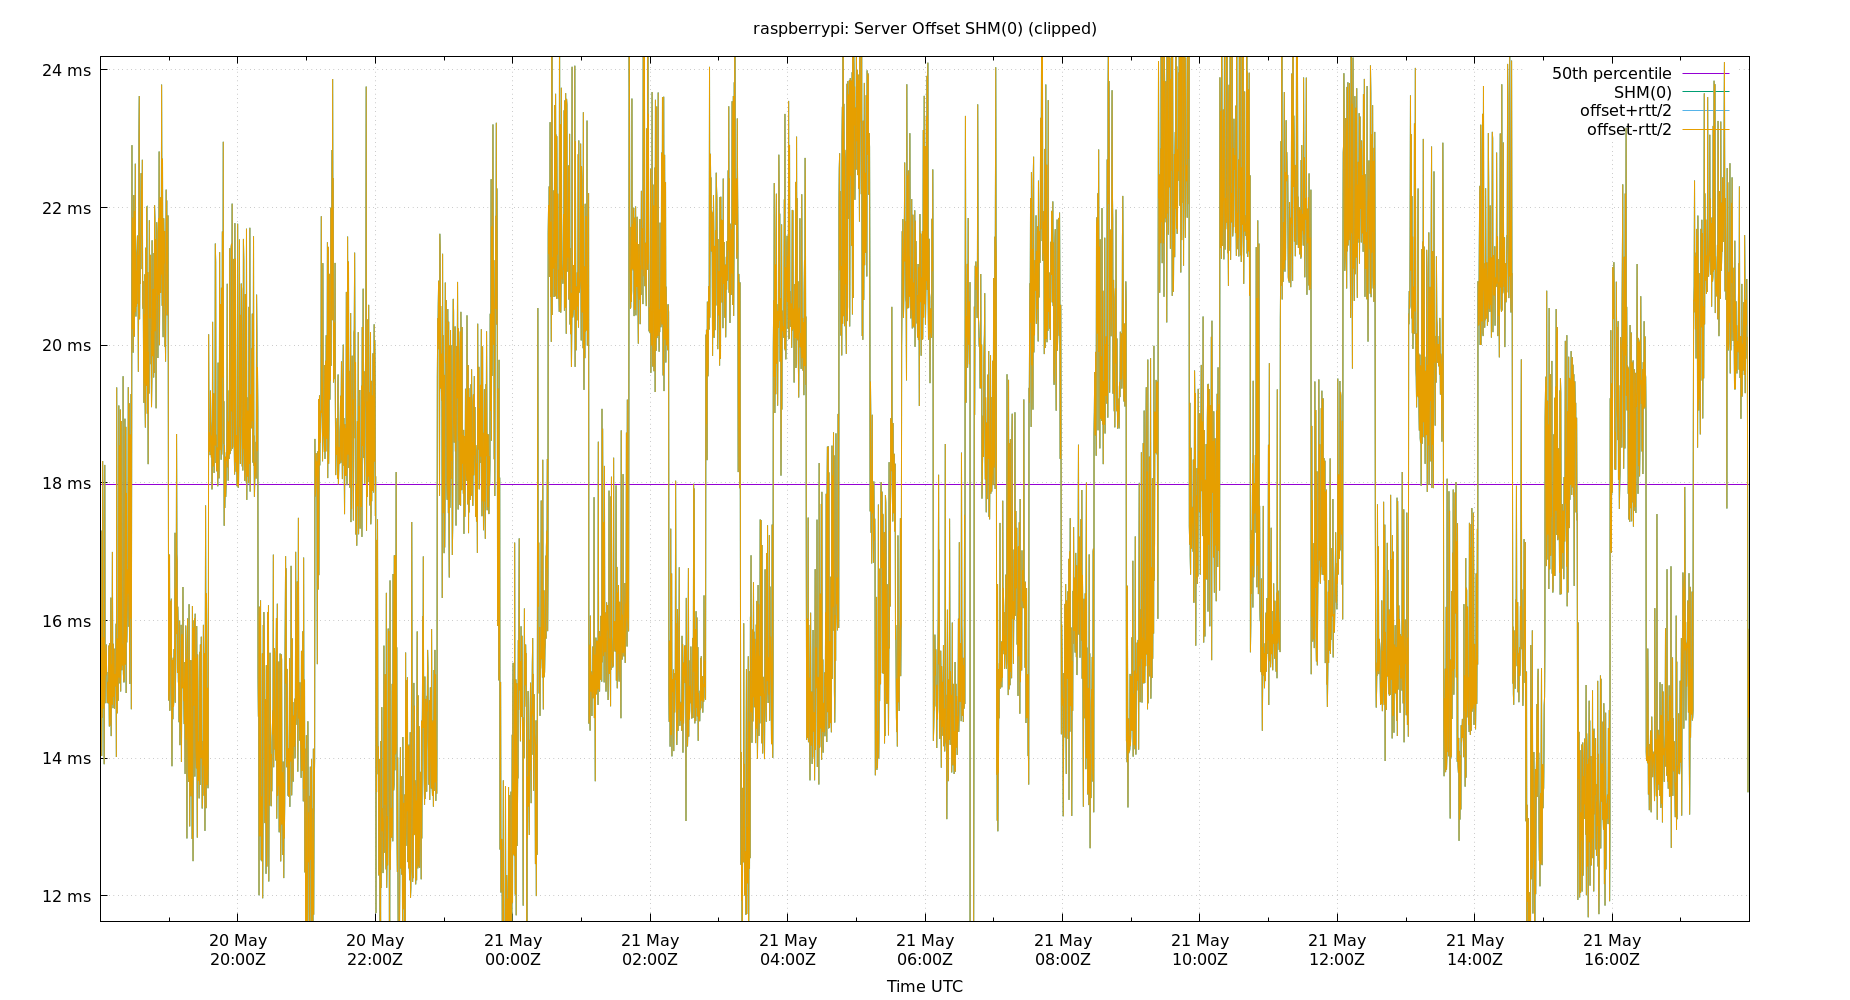 raspberrypi: Server Offset SHM(0) (clipped)
24 ms
22 ms
20 ms
18 ms
16 ms
14 ms
12 ms
50th percentile
SHM(0)
offset+rtt/2
offset-rtt/2
20 May
20:00Z
20 May
22:00Z
21 May
00:00Z
21 May
02:00Z
21 May
04:00Z
21 May
06:00Z
21 May
08:00Z
21 May
10:00Z
21 May
12:00Z
21 May
14:00Z
21 May
16:00Z
Time UTC